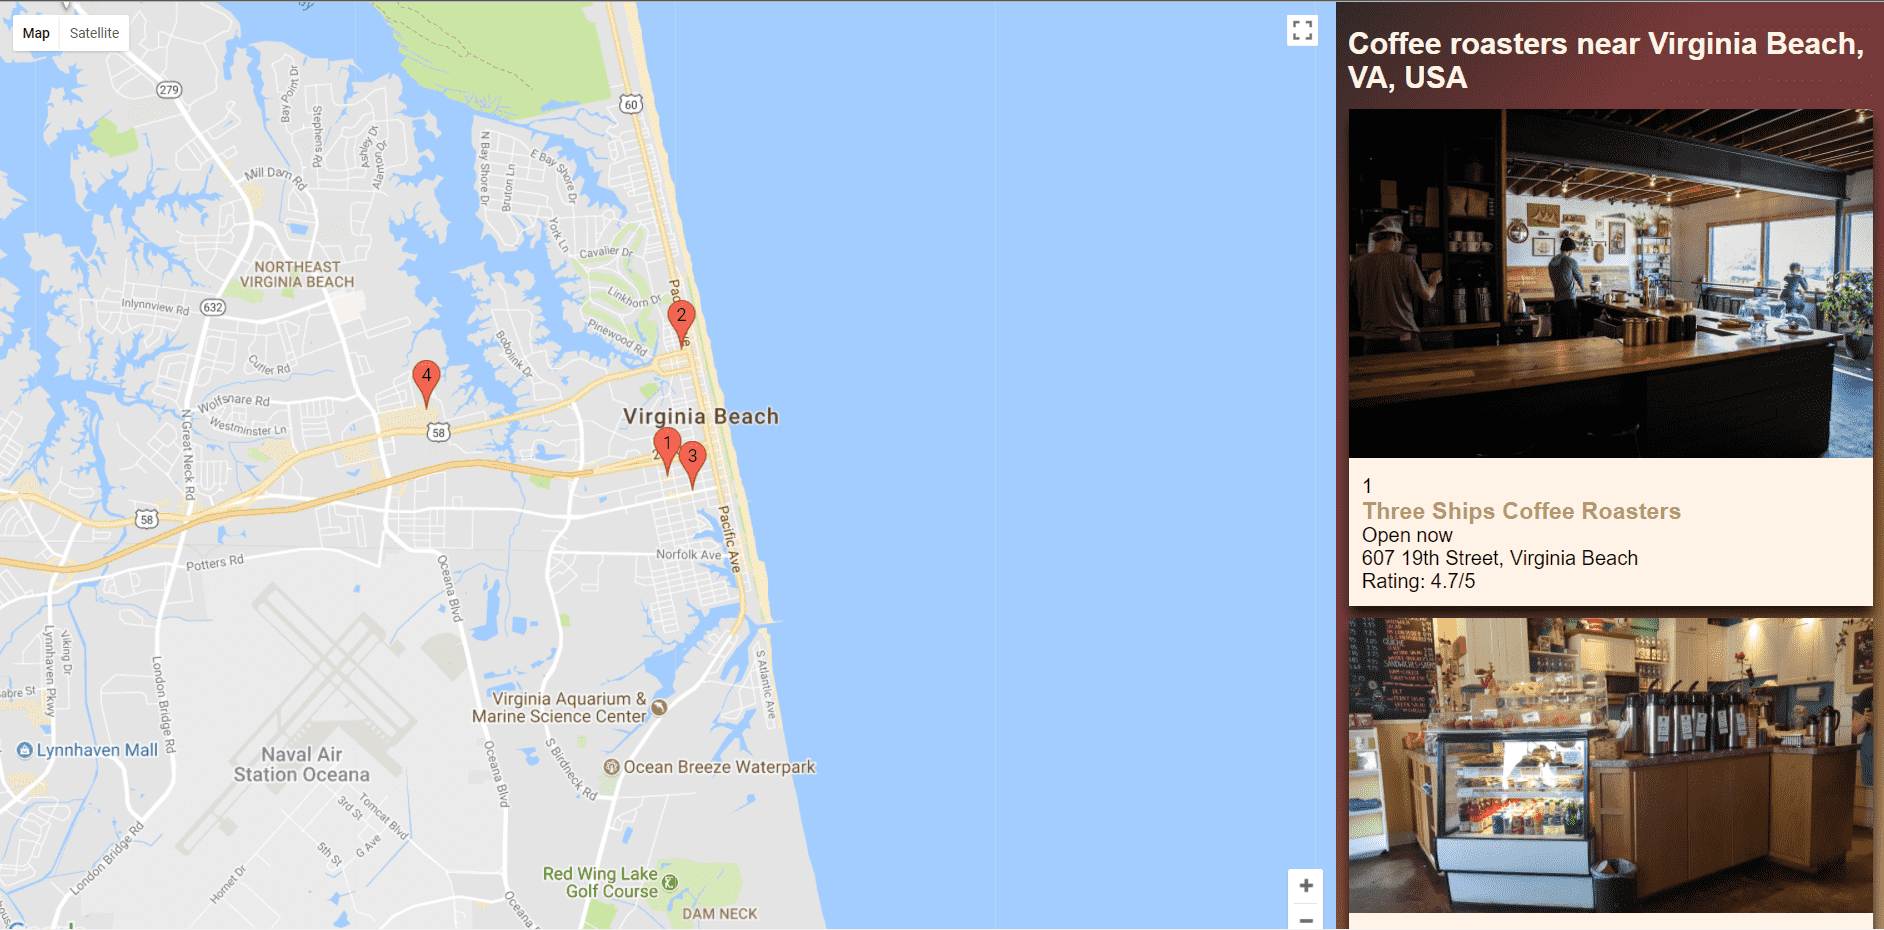 Map
Satellite
279
60
Bay Point Dr
Stephens Rd
Ashley Dr
Alanton Dr
N Bay Shore Dr
Bruton Ln
E Bay Shore Dr
Mill Dam Rd
York Ln
Cavalier Dr
NORTHEAST
VIRGINIA BEACH
Linkhorn Dr
Inlynnview Rd
632
2
Pinewood Rd
Bobolink Dr
Curler Rd
4
Wolfsnare Rd
Westminster Ln
N Great Neck Rd
58
Virginia Beach
1
3
58
Pacific Ave
Norfolk Ave
Potters Rd
Oceana Blvd
Lynnhaven Pkwy
Viking Dr
London Bridge Rd
S Atlantic Ave
Virginia Aquarium &
Marine Science Center
Lynnhaven Mall
Naval Air
Station Oceana
Oceana Blvd
S Birdneck Rd
Ocean Breeze Waterpark
3rd St
Tomcat Blvd
G Ave
5th St
London Bridge Rd
Hornet Dr
Red Wing Lake
Golf Course
DAM NECK
Coffee roasters near Virginia Beach,
VA, USA
1
Three Ships Coffee Roasters
Open now
607 19th Street, Virginia Beach
Rating: 4.7/5